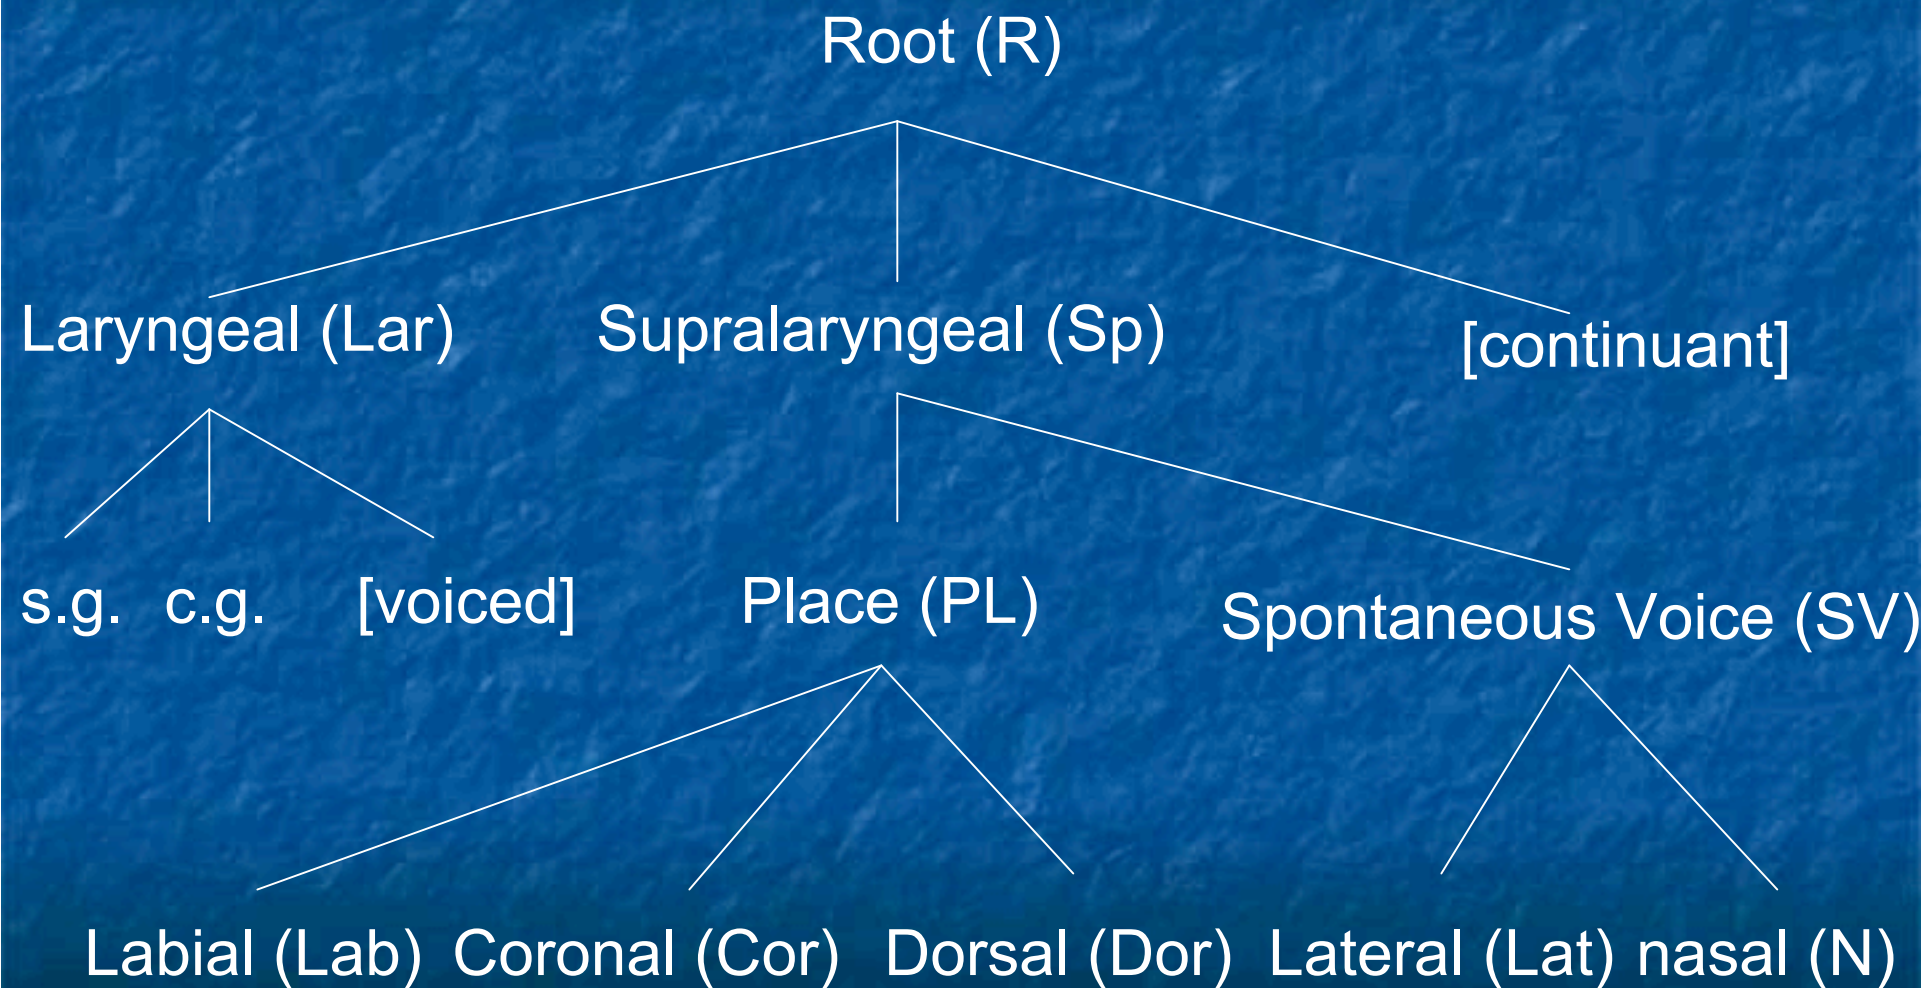 Root (R)
Laryngeal (Lar) Supralaryngeal (Sp) [continuant]
s.g. c.g. [voiced] Place (PL) Spontaneous Voice (SV)
Labial (Lab) Coronal (Cor) Dorsal (Dor) Lateral (Lat) nasal (N)